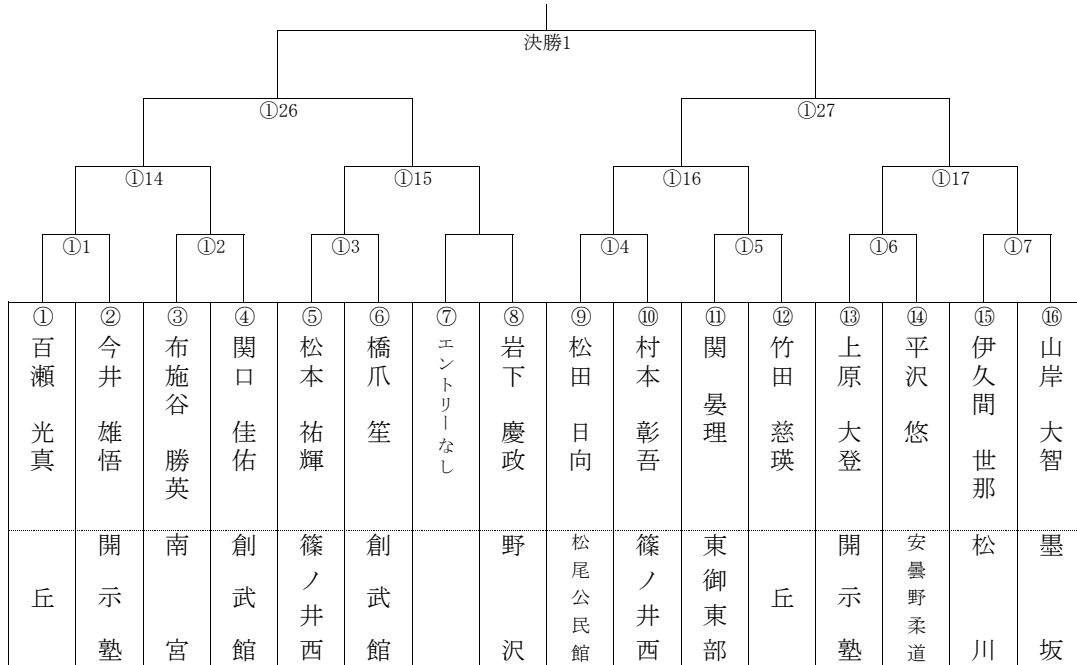 決勝1
①26
①27
①14
①15
①16
①17
①1
①2
①3
①4
①5
①6
①7
①
百瀬 光真
丘
②
今井 雄悟
開示塾
③
布施谷 勝英
南宮
④
関口 佳佑
創武館
⑤
松本 祐輝
篠ノ井西
⑥
橋爪 笙
創武館
⑦
エントリーなし
⑧
岩下 慶政
野沢
⑨
松田 日向
松尾公民館
⑩
村本 彰吾
篠ノ井西
⑪
関 晏理
東御東部
⑫
竹田 慈瑛
丘
⑬
上原 大登
開示塾
⑭
平沢 悠
安曇野柔道
⑮
伊久間 世那
松川
⑯
山岸 大智
墨坂